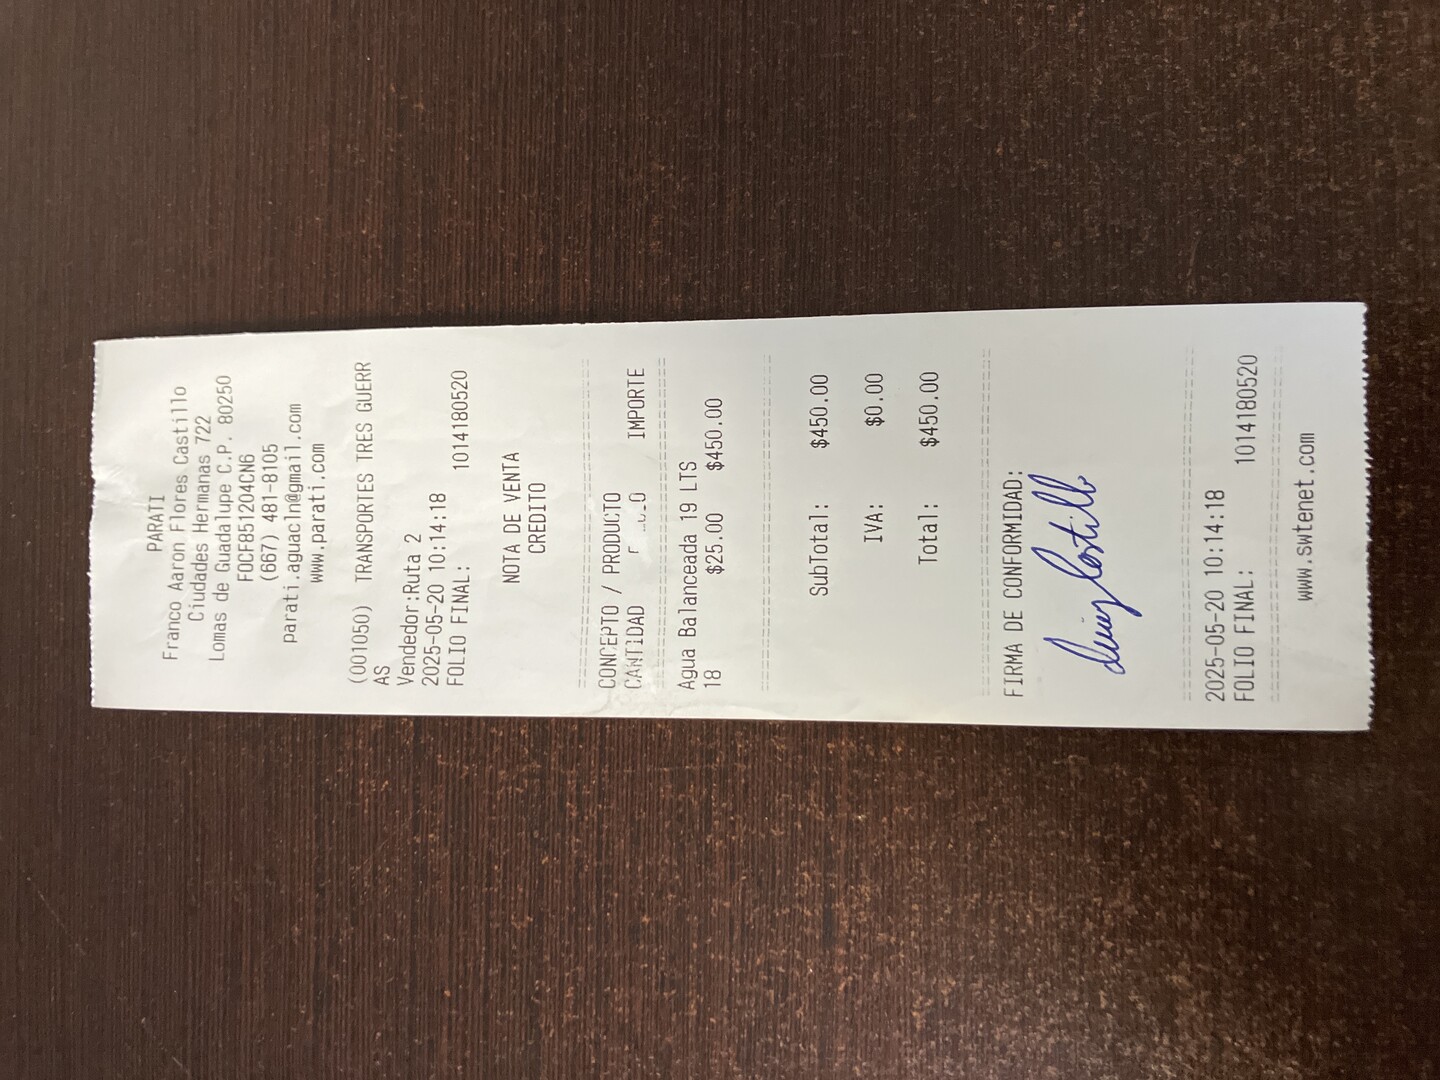 PARATI
Franco Aaron Flores Castillo
Ciudades Hermanas 722
Lomas de Guadalupe C.P. 80250
FOCF851204CN6
(667) 481-8105
parati.aguacln@gmail.com
www.parati.com
(001050) TRANSPORTES TRES GUERR
AS
Vendedor:Ruta 2
2025-05-20 10:14:18
FOLIO FINAL: 1014180520
NOTA DE VENTA
CREDITO
CONCEPTO / PRODUCTO
CANTIDAD IMPORTE
Agua Balanceada 19 LTS
18 $25.00 $450.00
SubTotal: $450.00
IVA: $0.00
Total: $450.00
FIRMA DE CONFORMIDAD:
2025-05-20 10:14:18
FOLIO FINAL: 1014180520
www.swtenet.com